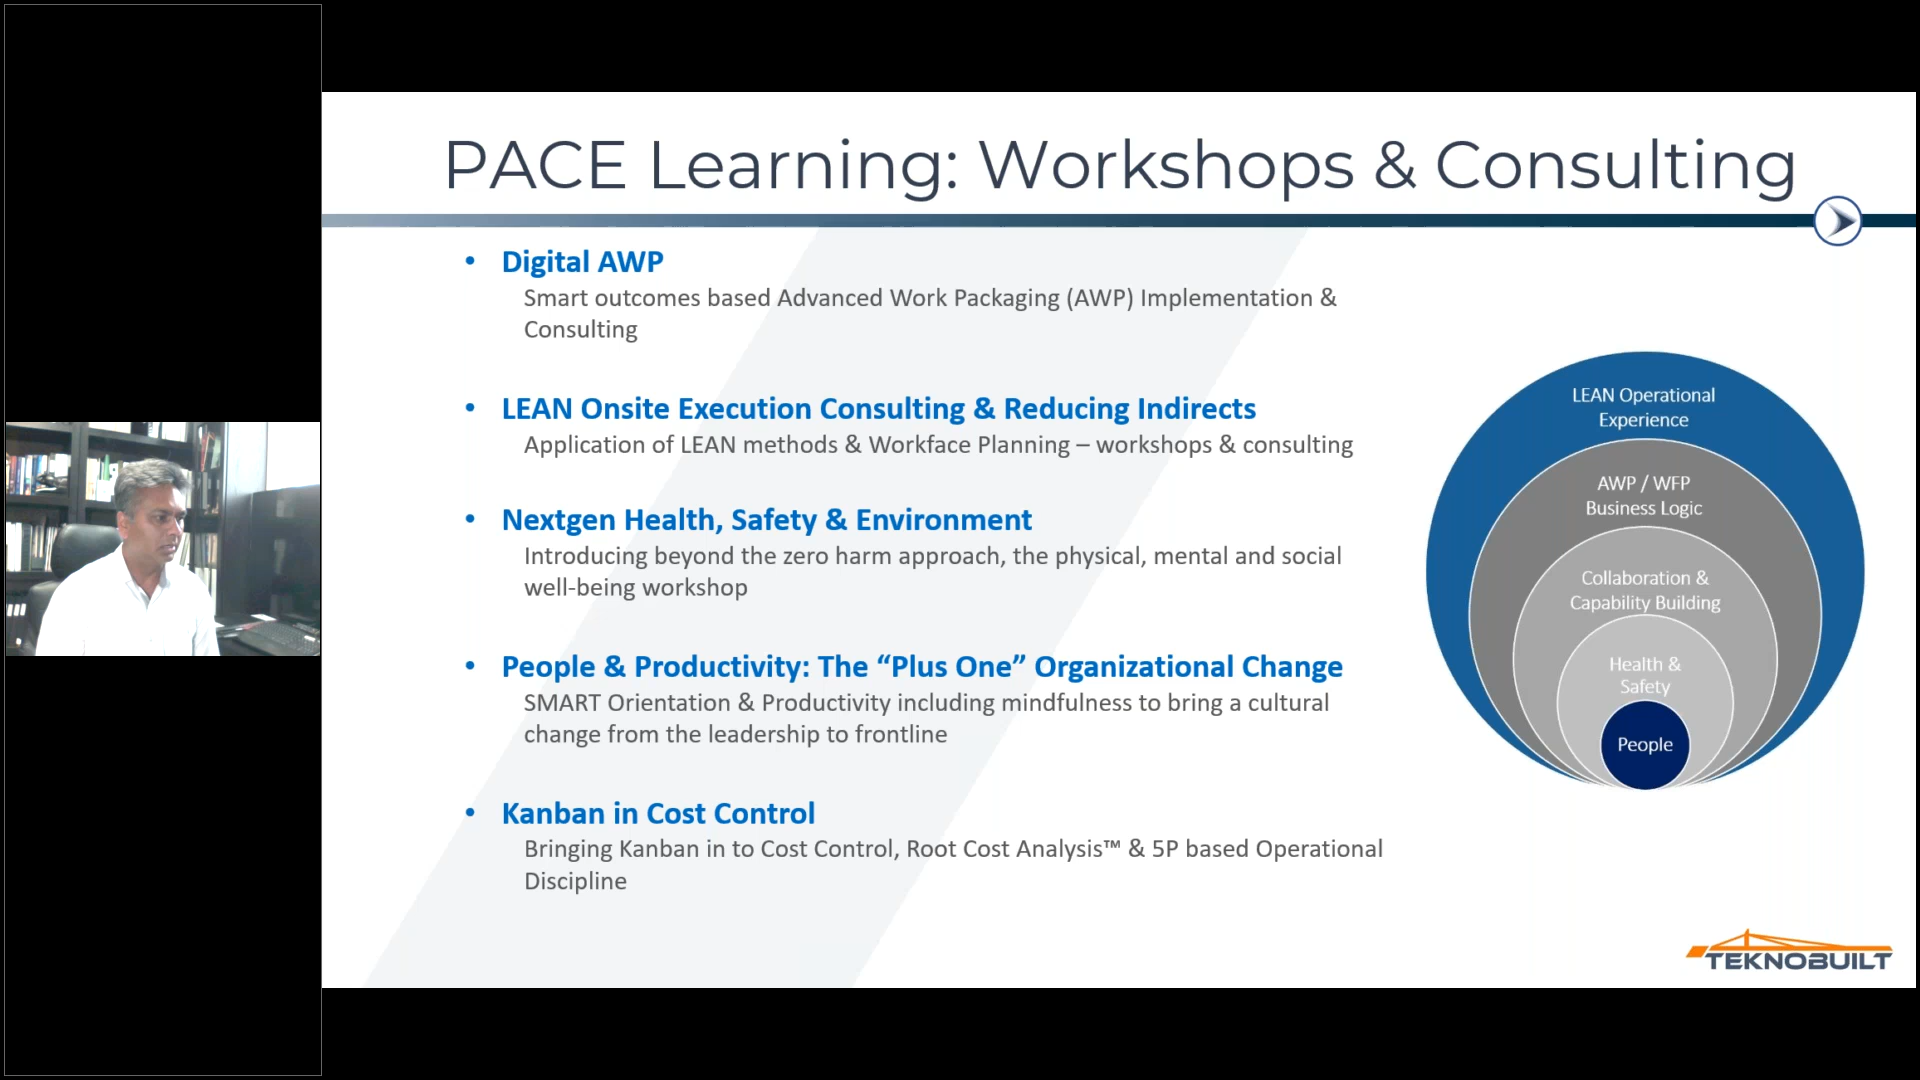 PACE Learning: Workshops & Consulting
• Digital AWP
Smart outcomes based Advanced Work Packaging (AWP) Implementation &
Consulting
• LEAN Onsite Execution Consulting & Reducing Indirects
Application of LEAN methods & Workface Planning – workshops & consulting
• Nextgen Health, Safety & Environment
Introducing beyond the zero harm approach, the physical, mental and social
well-being workshop
• People & Productivity: The “Plus One” Organizational Change
SMART Orientation & Productivity including mindfulness to bring a cultural
change from the leadership to frontline
• Kanban in Cost Control
Bringing Kanban in to Cost Control, Root Cost Analysis™ & 5P based Operational
Discipline
LEAN Operational
Experience
AWP / WFP
Business Logic
Collaboration &
Capability Building
Health &
Safety
People
TEKNOBUILT